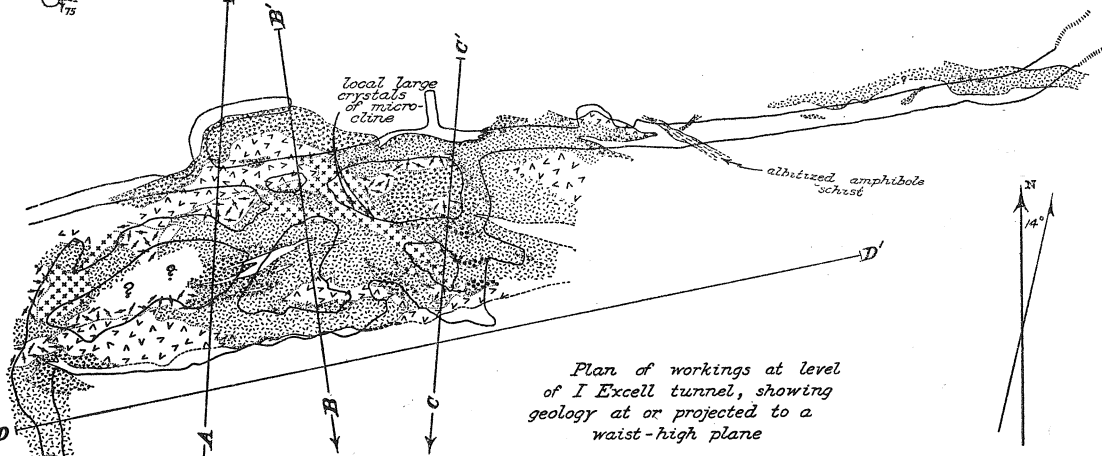 75
B'
C'
local large
crystals
of micro-
cline
albitized amphibole
schist
N
14°
?
?
D'
Plan of workings at level
of I Excell tunnel, showing
geology at or projected to a
waist-high plane
D
A
B
C